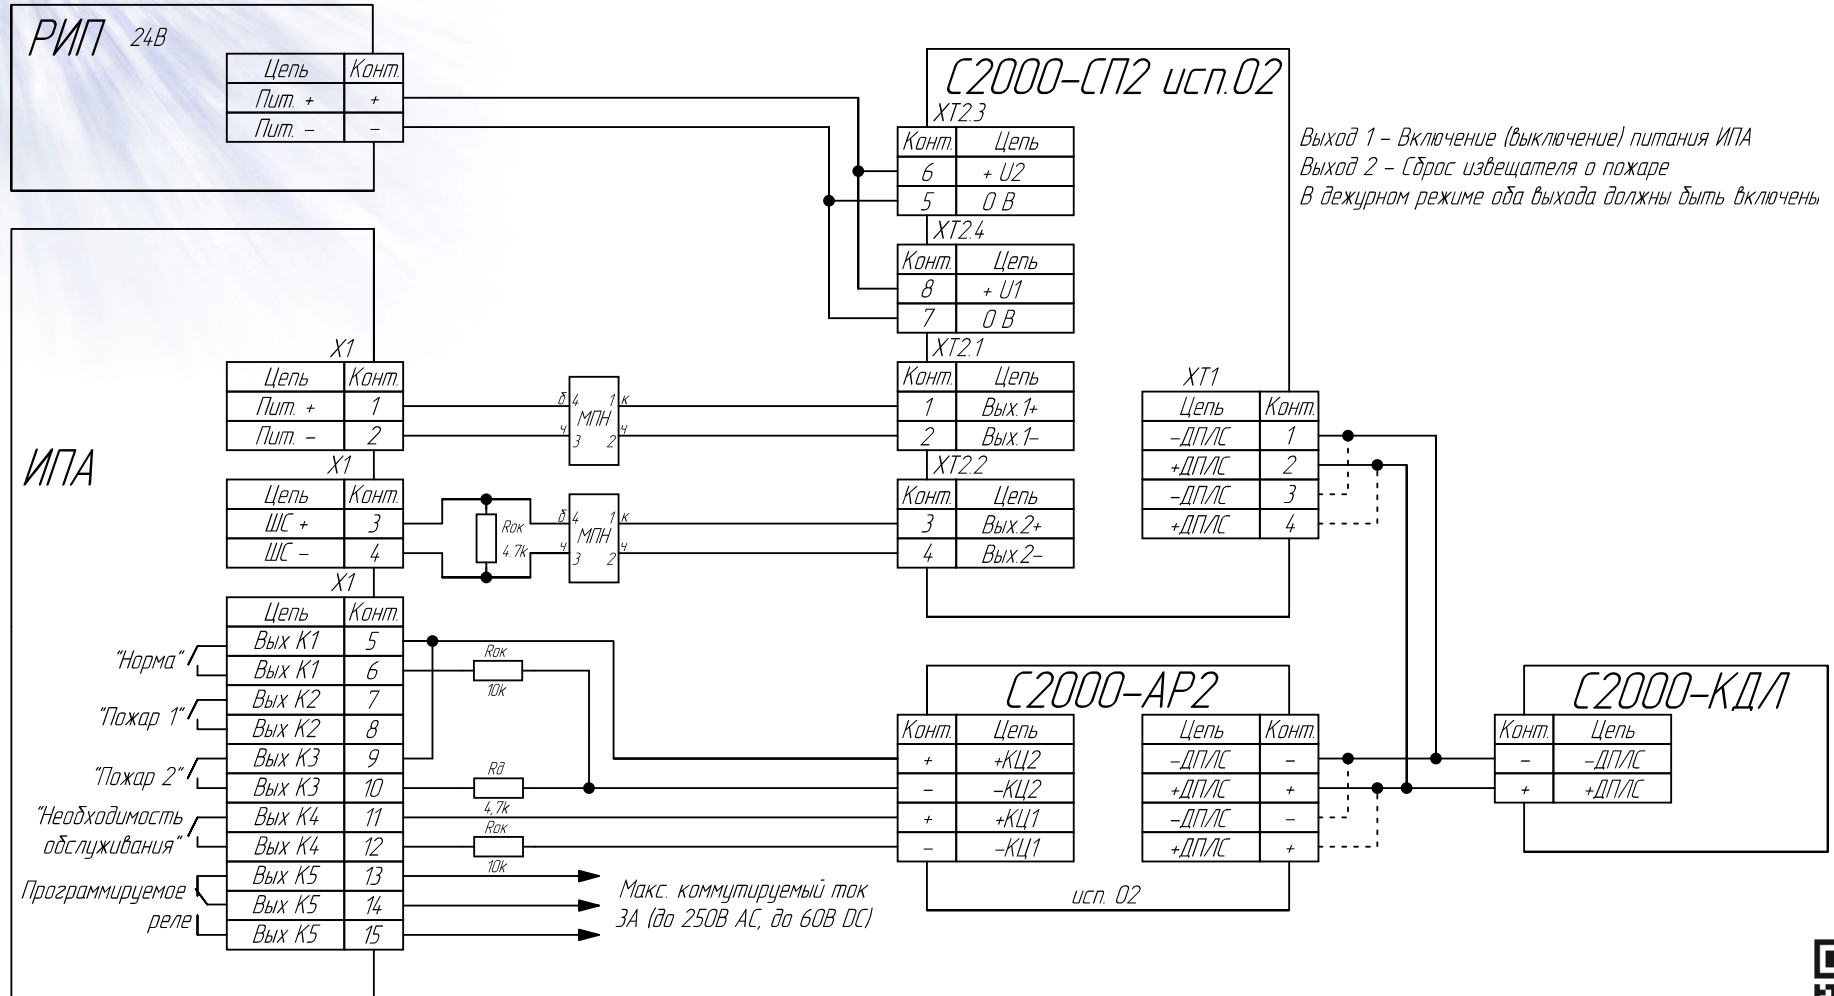 РИП 24В
Цепь Конт.
Пит. + +
Пит. – –
С2000-СП2 исп.02
XT2.3
Конт. Цепь
6 + U2
5 0 В
XT2.4
Конт. Цепь
8 + U1
7 0 В
XT2.1
Конт. Цепь
1 Вых.1+
2 Вых.1–
XT2.2
Конт. Цепь
3 Вых.2+
4 Вых.2–
XT1
Цепь Конт.
–ДПЛС 1
+ДПЛС 2
–ДПЛС 3
+ДПЛС 4
Выход 1 – Включение (выключение) питания ИПА
Выход 2 – Сброс извещателя о пожаре
В дежурном режиме оба выхода должны быть включены
ИПА
X1
Цепь Конт.
Пит. + 1
Пит. – 2
X1
Цепь Конт.
ШС + 3
ШС – 4
X1
Цепь Конт.
Вых К1 5
Вых К1 6
Вых К2 7
Вых К2 8
Вых К3 9
Вых К3 10
Вых К4 11
Вых К4 12
Вых К5 13
Вых К5 14
Вых К5 15
"Норма"
"Пожар 1"
"Пожар 2"
"Необходимость
обслуживания"
Программируемое
реле
б 4 1 к
МПН
ч 3 2 ч
Rок
4.7k
б 4 1 к
МПН
ч 3 2 ч
Rок
10k
Rд
4,7k
Rок
10k
Макс. коммутируемый ток
3А (до 250В АС, до 60В DC)
С2000-АР2
Конт. Цепь
+ +КЦ2
– –КЦ2
+ +КЦ1
– –КЦ1
Цепь Конт.
–ДПЛС –
+ДПЛС +
–ДПЛС –
+ДПЛС +
исп. 02
С2000-КДЛ
Конт. Цепь
– –ДПЛС
+ +ДПЛС